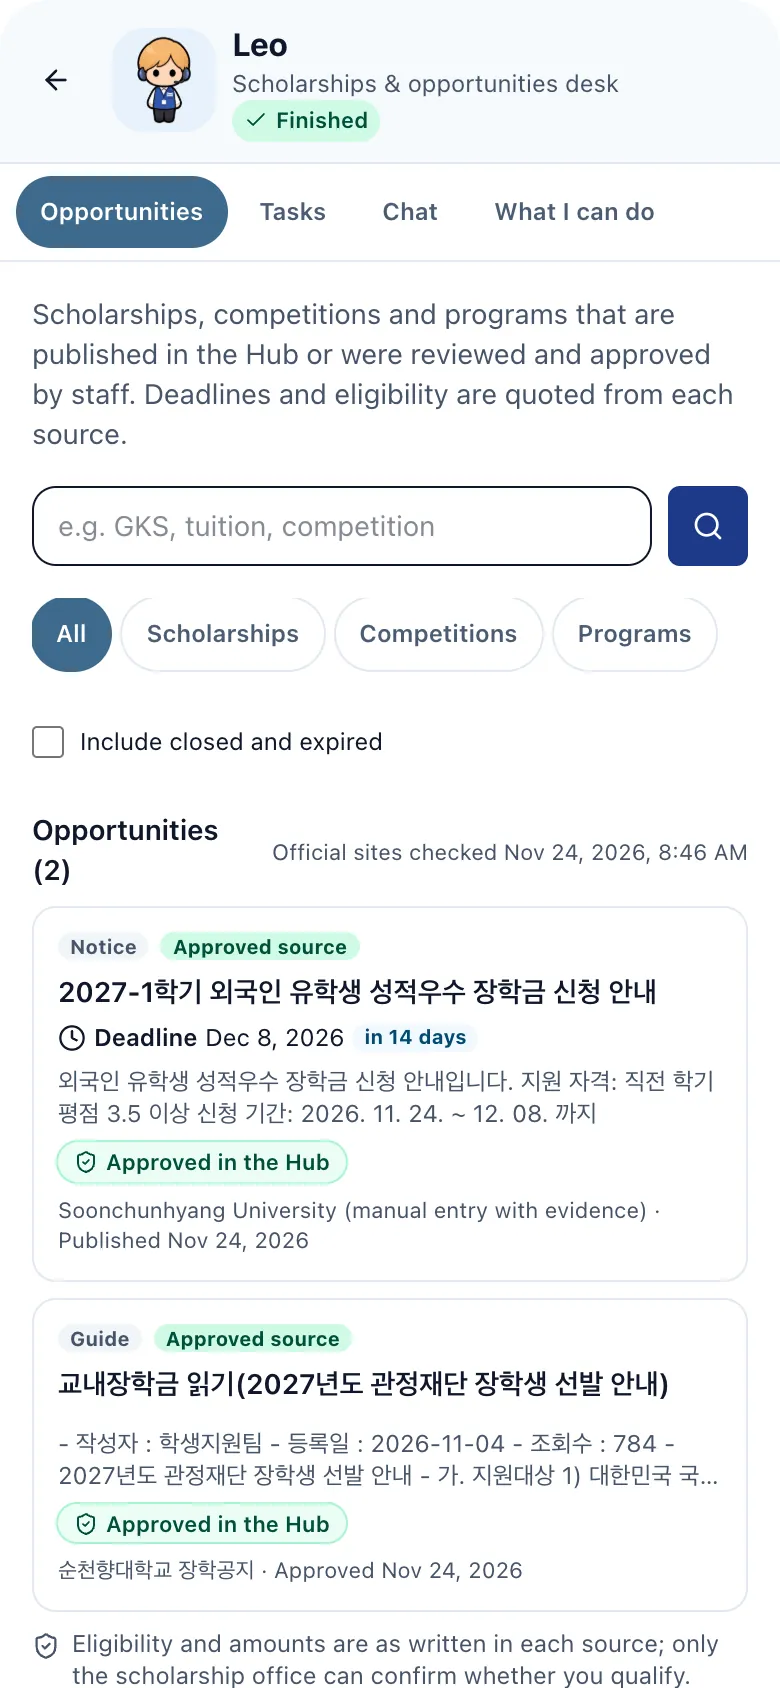 Leo
Scholarships & opportunities desk
Finished
Opportunities
Tasks
Chat
What I can do
Scholarships, competitions and programs that are
published in the Hub or were reviewed and approved
by staff. Deadlines and eligibility are quoted from each
source.
e.g. GKS, tuition, competition
All
Scholarships
Competitions
Programs
Include closed and expired
Opportunities
(2)
Official sites checked Nov 24, 2026, 8:46 AM
Notice
Approved source
2027-1학기 외국인 유학생 성적우수 장학금 신청 안내
Deadline Dec 8, 2026 in 14 days
외국인 유학생 성적우수 장학금 신청 안내입니다. 지원 자격: 직전 학기
평점 3.5 이상 신청 기간: 2026. 11. 24. ~ 12. 08. 까지
Approved in the Hub
Soonchunhyang University (manual entry with evidence) ·
Published Nov 24, 2026
Guide
Approved source
교내장학금 읽기(2027년도 관정재단 장학생 선발 안내)
- 작성자 : 학생지원팀 - 등록일 : 2026-11-04 - 조회수 : 784 -
2027년도 관정재단 장학생 선발 안내 - 가. 지원대상 1) 대한민국 국...
Approved in the Hub
순천향대학교 장학공지 · Approved Nov 24, 2026
Eligibility and amounts are as written in each source; only
the scholarship office can confirm whether you qualify.